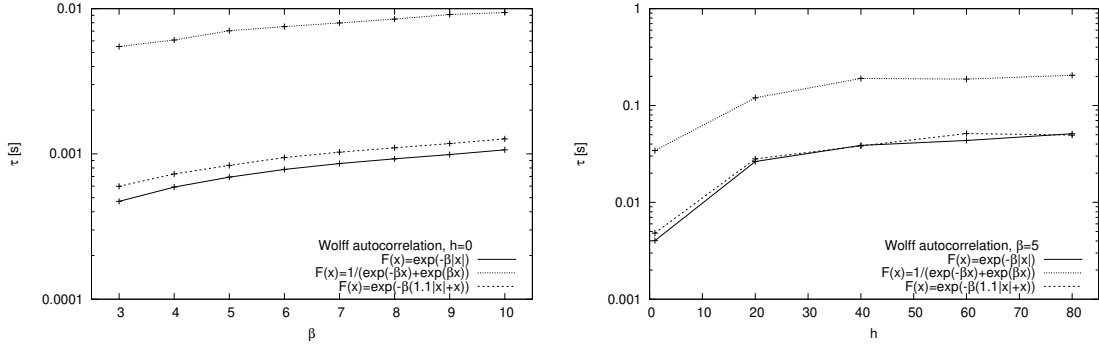 0.01
0.001
0.0001
τ [s]
3 4 5 6 7 8 9 10
β
Wolff autocorrelation, h=0
F(x)=exp(-β|x|)
F(x)=1/(exp(-βx)+exp(βx))
F(x)=exp(-β(1.1|x|+x))
1
0.1
0.01
0.001
τ [s]
0 10 20 30 40 50 60 70 80
h
Wolff autocorrelation, β=5
F(x)=exp(-β|x|)
F(x)=1/(exp(-βx)+exp(βx))
F(x)=exp(-β(1.1|x|+x))